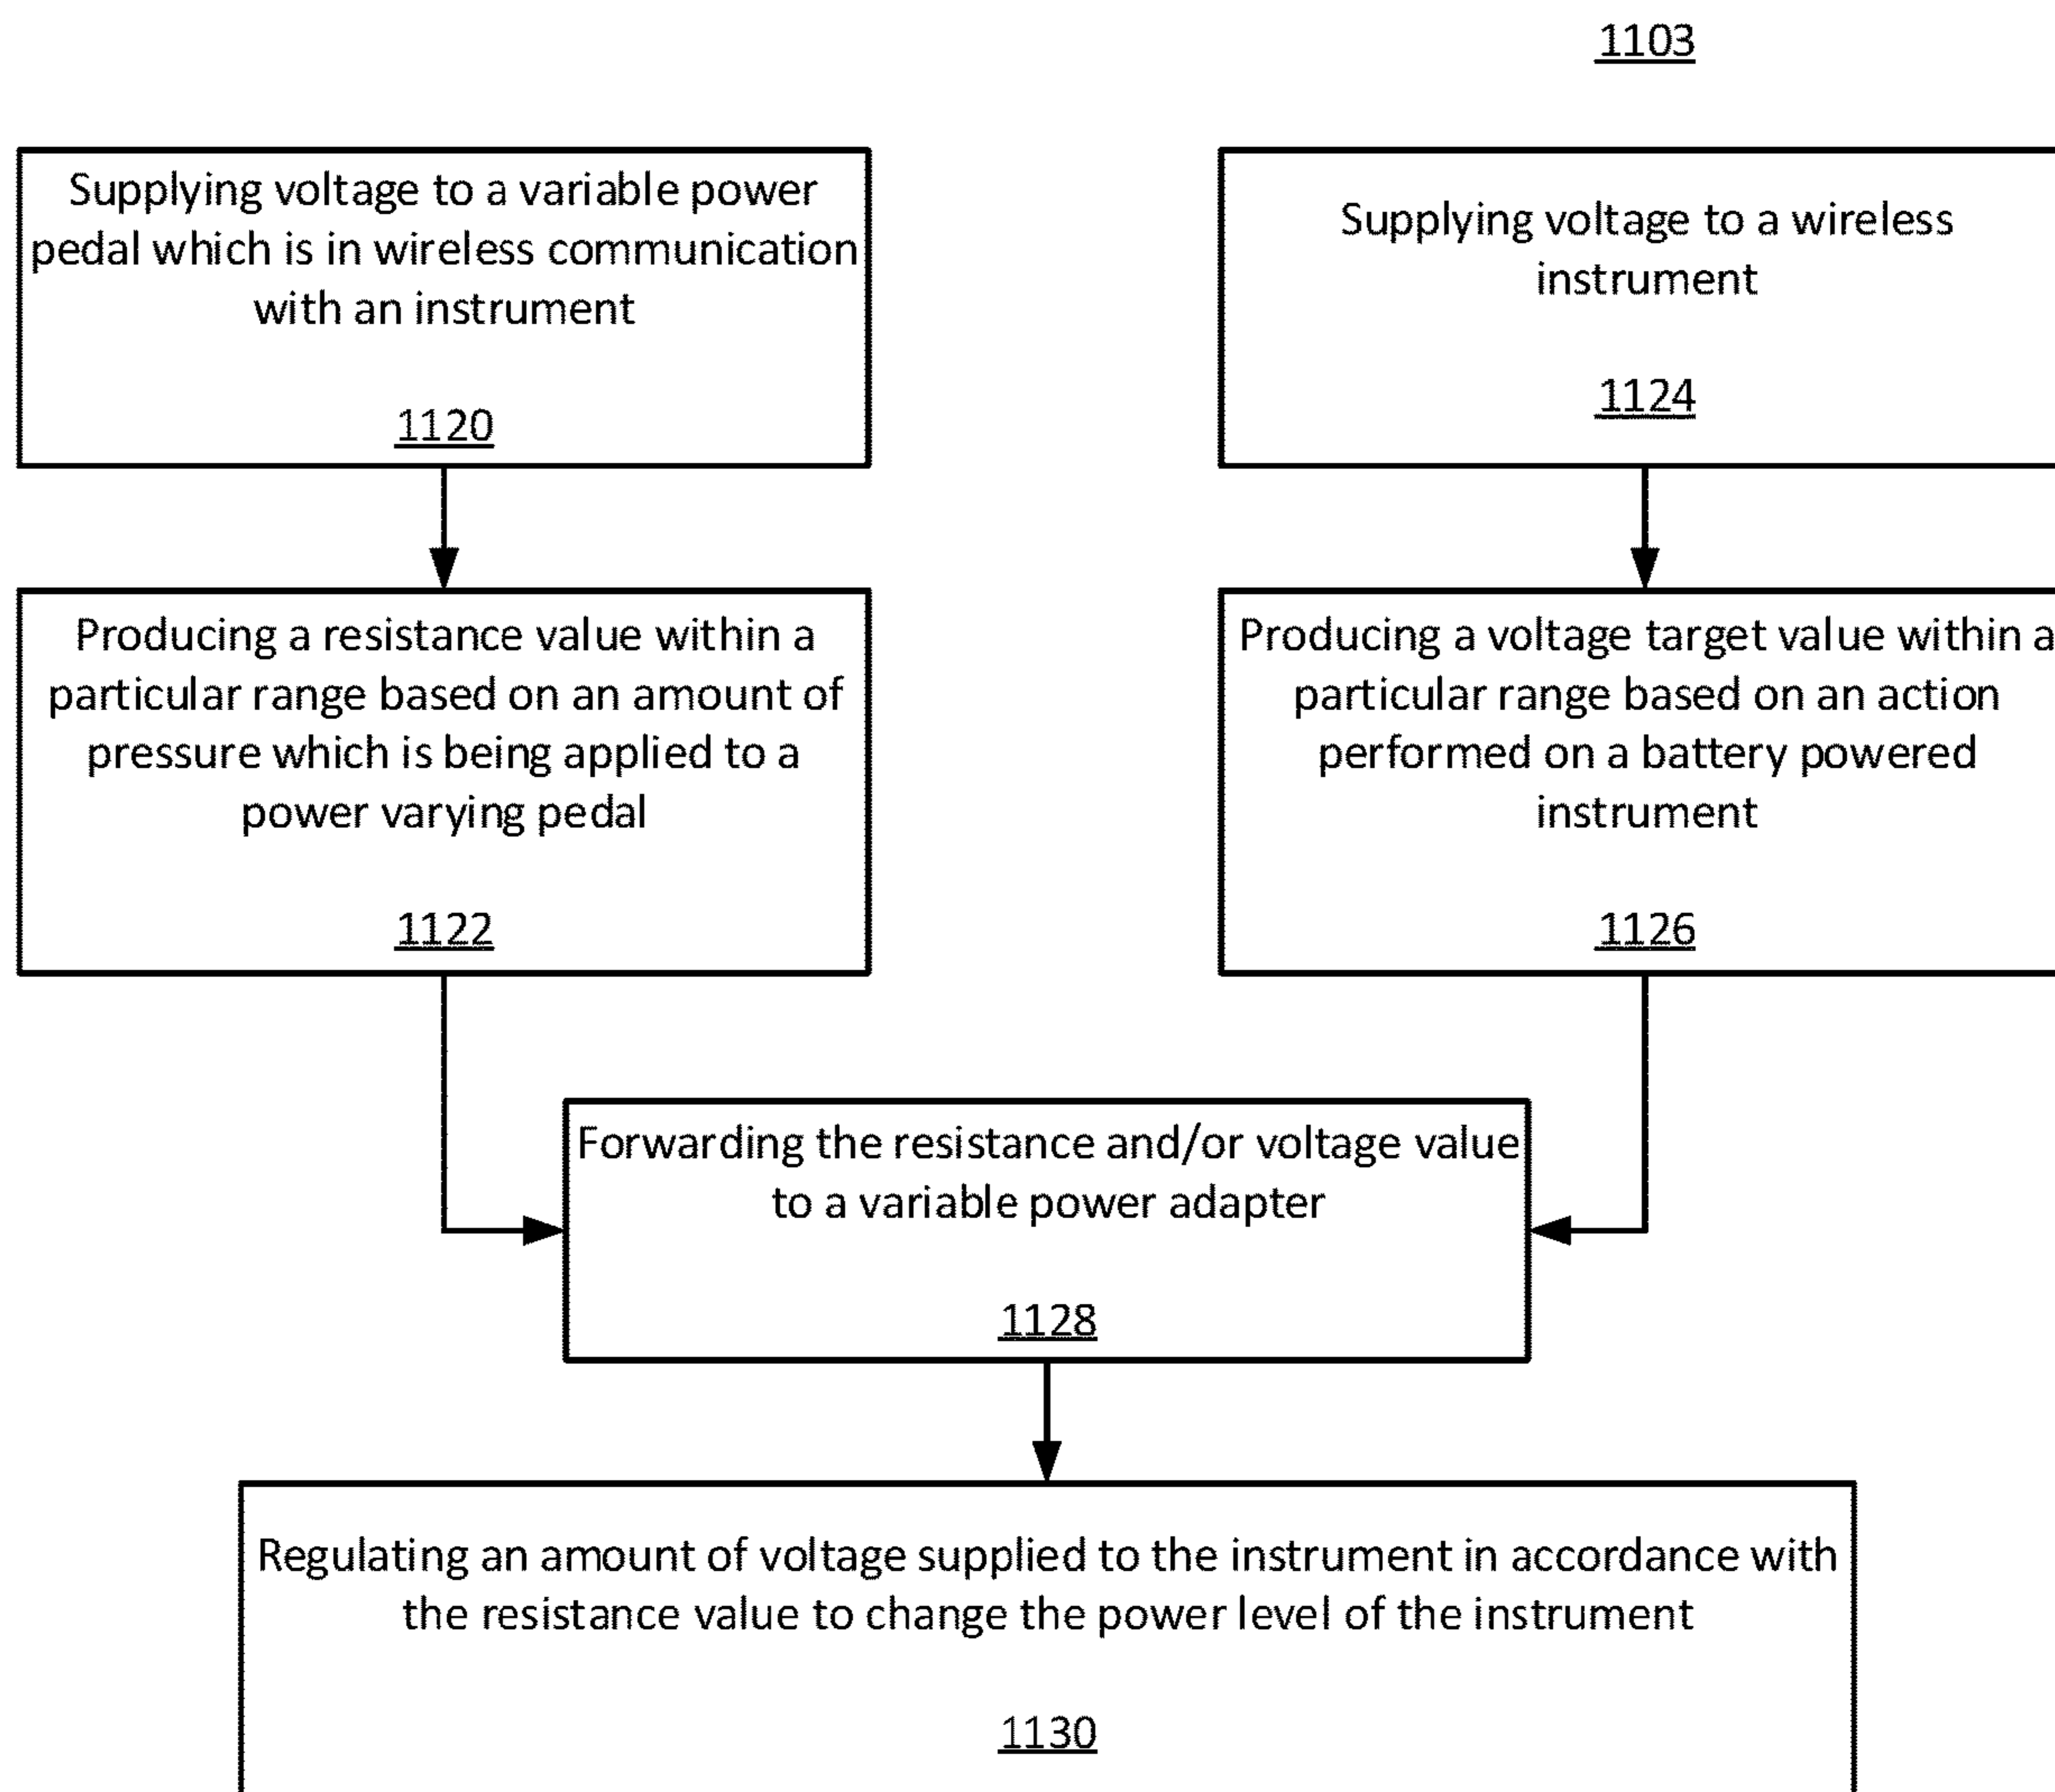 1103
Supplying voltage to a variable power
pedal which is in wireless communication
with an instrument
1120
Supplying voltage to a wireless
instrument
1124
Producing a resistance value within a
particular range based on an amount of
pressure which is being applied to a
power varying pedal
1122
Producing a voltage target value within a
particular range based on an action
performed on a battery powered
instrument
1126
Forwarding the resistance and/or voltage value
to a variable power adapter
1128
Regulating an amount of voltage supplied to the instrument in accordance with
the resistance value to change the power level of the instrument
1130